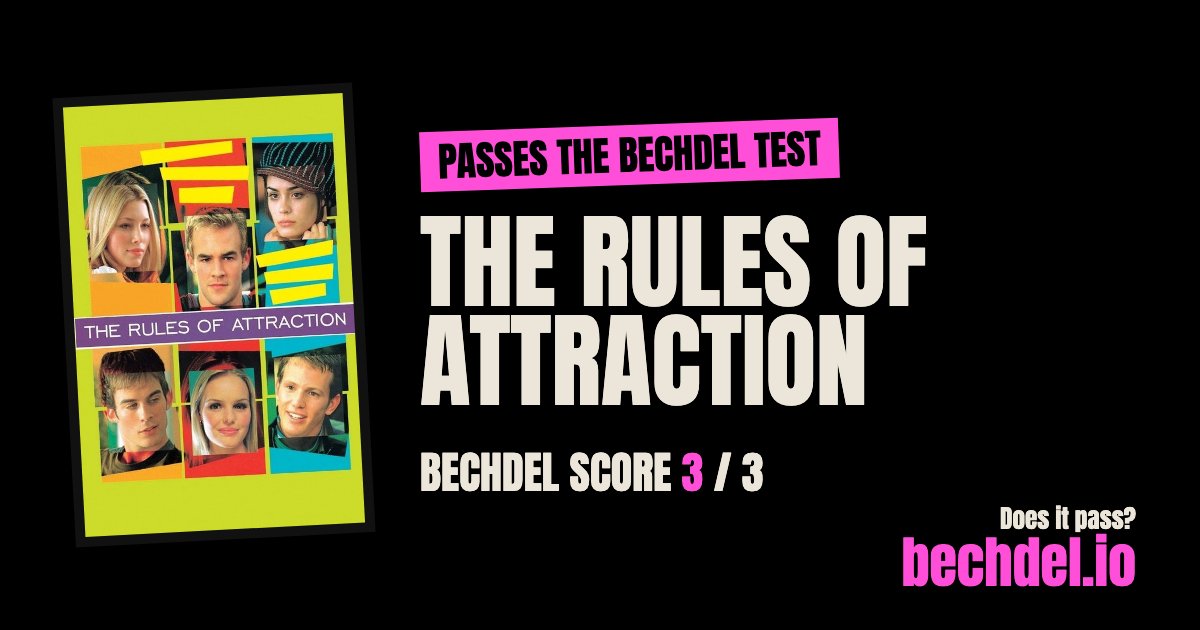 PASSES THE BECHDEL TEST
THE RULES OF
ATTRACTION
THE RULES OF ATTRACTION
BECHDEL SCORE 3 / 3
Does it pass?
bechdel.io